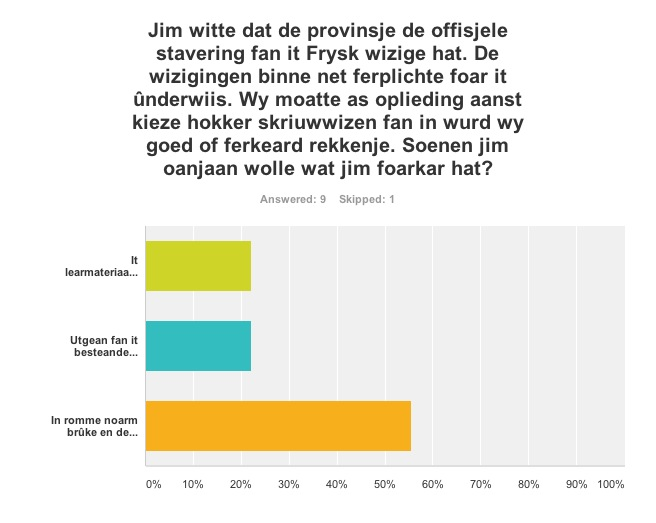 Jim witte dat de provinsje de offisjele
stavering fan it Frysk wizige hat. De
wizigingen binne net ferplichte foar it
ûnderwiis. Wy moatte as oplieding aanst
kieze hokker skriuwwizen fan in wurd wy
goed of ferkeard rekkenje. Soenen jim
oanjaan wolle wat jim foarkar hat?
Answered: 9 Skipped: 1
It
learmateriaa...
Utgean fan it
besteande...
In romme noarm
brûke en de...
0% 10% 20% 30% 40% 50% 60% 70% 80% 90% 100%